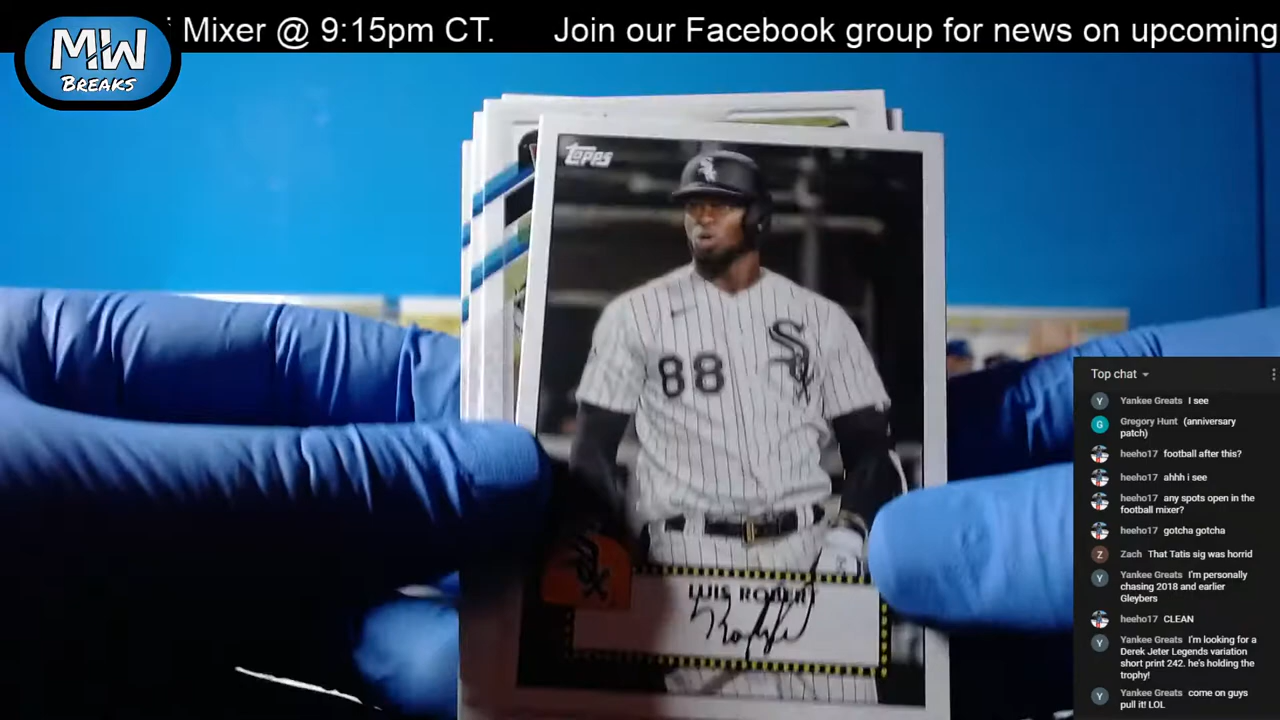 i Mixer @ 9:15pm CT. Join our Facebook group for news on upcoming
MW
BREAKS
Topps
88
Sox
LUIS ROBERT
Top chat
Y Yankee Greats I see
G Gregory Hunt (anniversary
patch)
heeho17 football after this?
heeho17 ahhh i see
heeho17 any spots open in the
football mixer?
heeho17 gotcha gotcha
Z Zach That Tatis sig was horrid
Y Yankee Greats I'm personally
chasing 2018 and earlier
Gleybers
heeho17 CLEAN
Y Yankee Greats I'm looking for a
Derek Jeter Legends variation
short print 242. he's holding the
trophy!
Y Yankee Greats come on guys
pull it! LOL